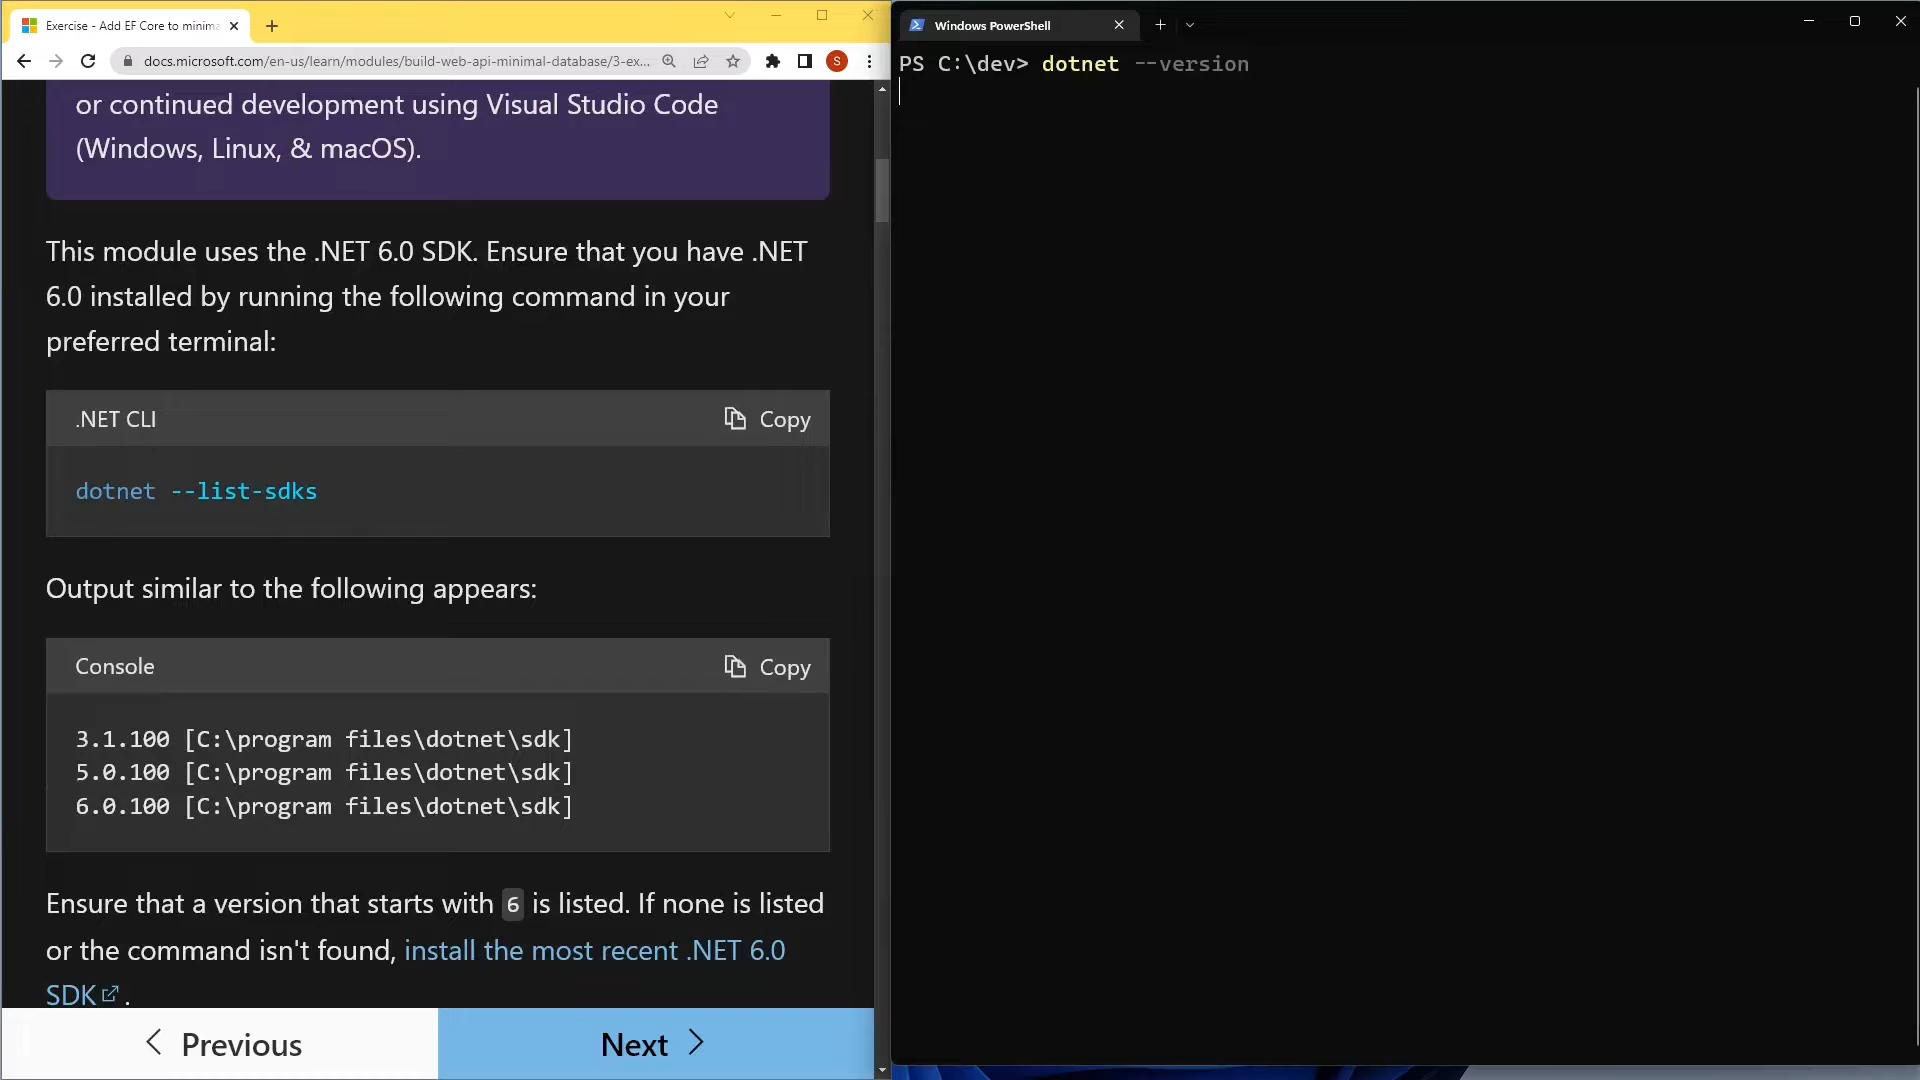 Exercise - Add EF Core to minima
docs.microsoft.com/en-us/learn/modules/build-web-api-minimal-database/3-ex...
S
or continued development using Visual Studio Code
(Windows, Linux, & macOS).
This module uses the .NET 6.0 SDK. Ensure that you have .NET
6.0 installed by running the following command in your
preferred terminal:
.NET CLI
Copy
dotnet --list-sdks
Output similar to the following appears:
Console
Copy
3.1.100 [C:\program files\dotnet\sdk]
5.0.100 [C:\program files\dotnet\sdk]
6.0.100 [C:\program files\dotnet\sdk]
Ensure that a version that starts with 6 is listed. If none is listed
or the command isn't found, install the most recent .NET 6.0
SDK .
Previous
Next
Windows PowerShell
PS C:\dev> dotnet --version